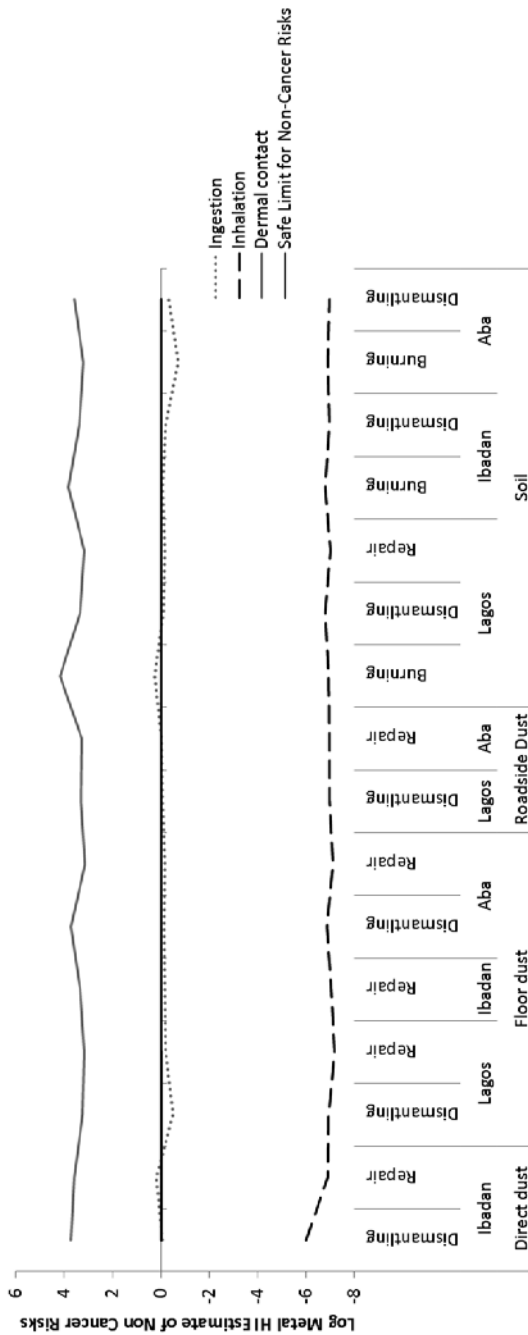 Log Metal HI Estimate of Non Cancer Risks
6
4
2
0
-2
-4
-6
-8
Ingestion
Inhalation
Dermal contact
Safe Limit for Non-Cancer Risks
Dismantling
Repair
Dismantling
Repair
Repair
Dismantling
Repair
Dismantling
Repair
Burning
Dismantling
Repair
Burning
Dismantling
Burning
Dismantling
Ibadan
Lagos
Ibadan
Aba
Lagos
Aba
Lagos
Ibadan
Aba
Direct dust
Floor dust
Roadside Dust
Soil